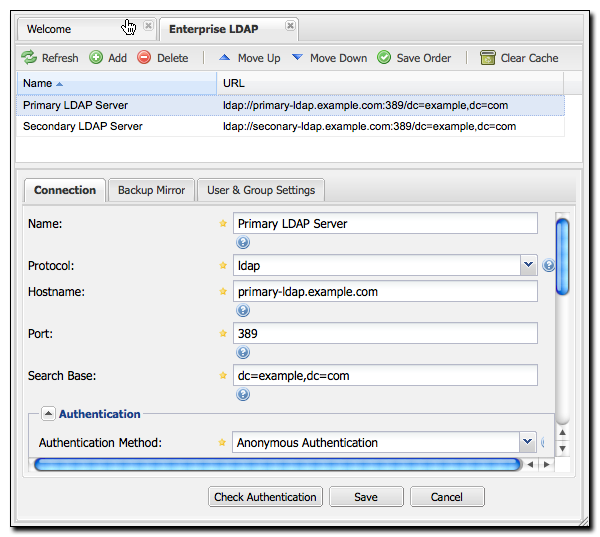 Welcome Enterprise LDAP
Refresh Add Delete Move Up Move Down Save Order Clear Cache
Name URL
Primary LDAP Server ldap://primary-ldap.example.com:389/dc=example,dc=com
Secondary LDAP Server ldap://seconary-ldap.example.com:389/dc=example,dc=com
Connection Backup Mirror User & Group Settings
Name: Primary LDAP Server
Protocol: ldap
Hostname: primary-ldap.example.com
Port: 389
Search Base: dc=example,dc=com
Authentication
Authentication Method: Anonymous Authentication
Check Authentication Save Cancel